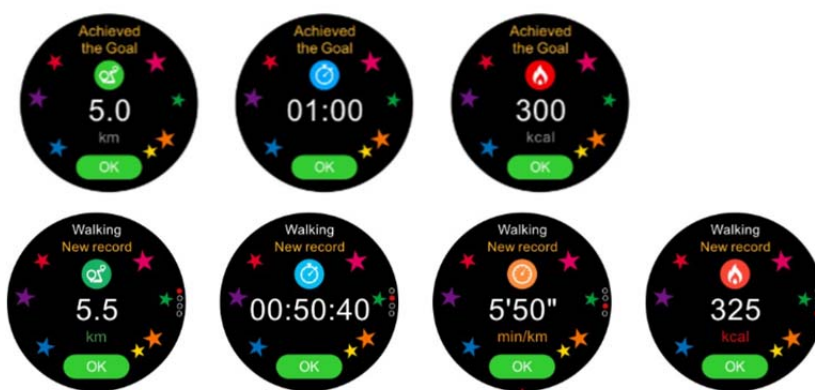 Achieved
the Goal
5.0
km
OK
Achieved
the Goal
01:00
OK
Achieved
the Goal
300
kcal
OK
Walking
New record
5.5
km
OK
Walking
New record
00:50:40
OK
Walking
New record
5'50"
min/km
OK
Walking
New record
325
kcal
OK